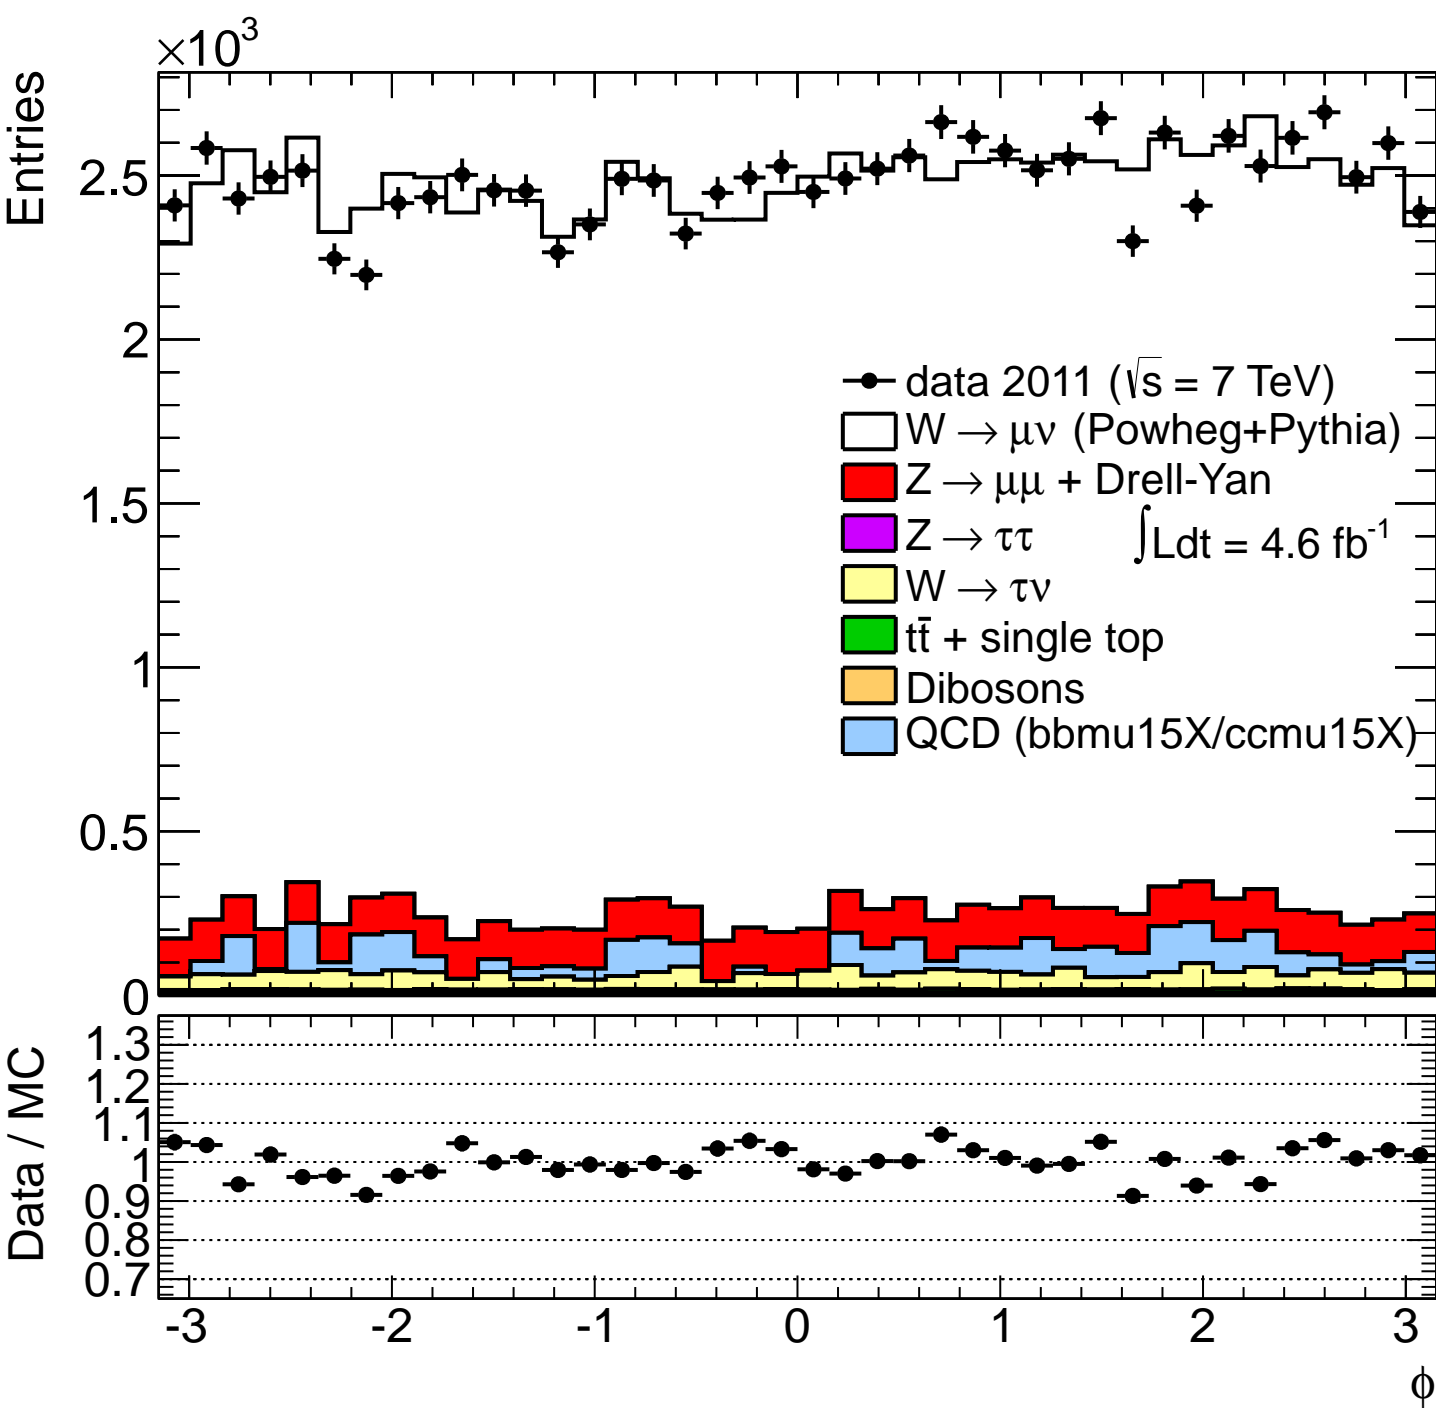 ×10³
Entries
2.5
2
1.5
1
0.5
0
data 2011 (√s = 7 TeV)
W → μν (Powheg+Pythia)
Z → μμ + Drell-Yan
Z → ττ
∫Ldt = 4.6 fb⁻¹
W → τν
tt̄ + single top
Dibosons
QCD (bbmu15X/ccmu15X)
Data / MC
1.3
1.2
1.1
1
0.9
0.8
0.7
-3 -2 -1 0 1 2 3
ϕ